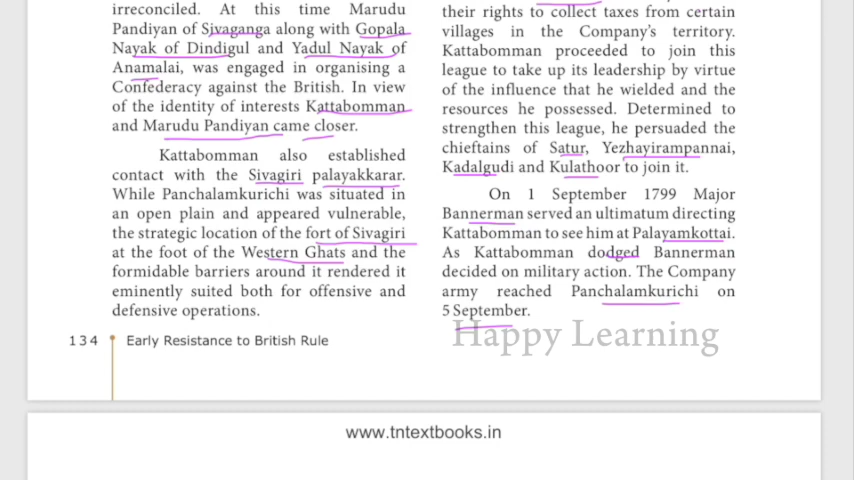 irreconciled. At this time Marudu
Pandiyan of Sivaganga along with Gopala
Nayak of Dindigul and Yadul Nayak of
Anamalai, was engaged in organising a
Confederacy against the British. In view
of the identity of interests Kattabomman
and Marudu Pandiyan came closer.
Kattabomman also established
contact with the Sivagiri palayakkarar.
While Panchalamkurichi was situated in
an open plain and appeared vulnerable,
the strategic location of the fort of Sivagiri
at the foot of the Western Ghats and the
formidable barriers around it rendered it
eminently suited both for offensive and
defensive operations.
their rights to collect taxes from certain
villages in the Company's territory.
Kattabomman proceeded to join this
league to take up its leadership by virtue
of the influence that he wielded and the
resources he possessed. Determined to
strengthen this league, he persuaded the
chieftains of Satur, Yezhayirampannai,
Kadalgudi and Kulathoor to join it.
On 1 September 1799 Major
Bannerman served an ultimatum directing
Kattabomman to see him at Palayamkottai.
As Kattabomman dodged Bannerman
decided on military action. The Company
army reached Panchalamkurichi on
5 September.
Happy Learning
134 Early Resistance to British Rule
www.tntextbooks.in